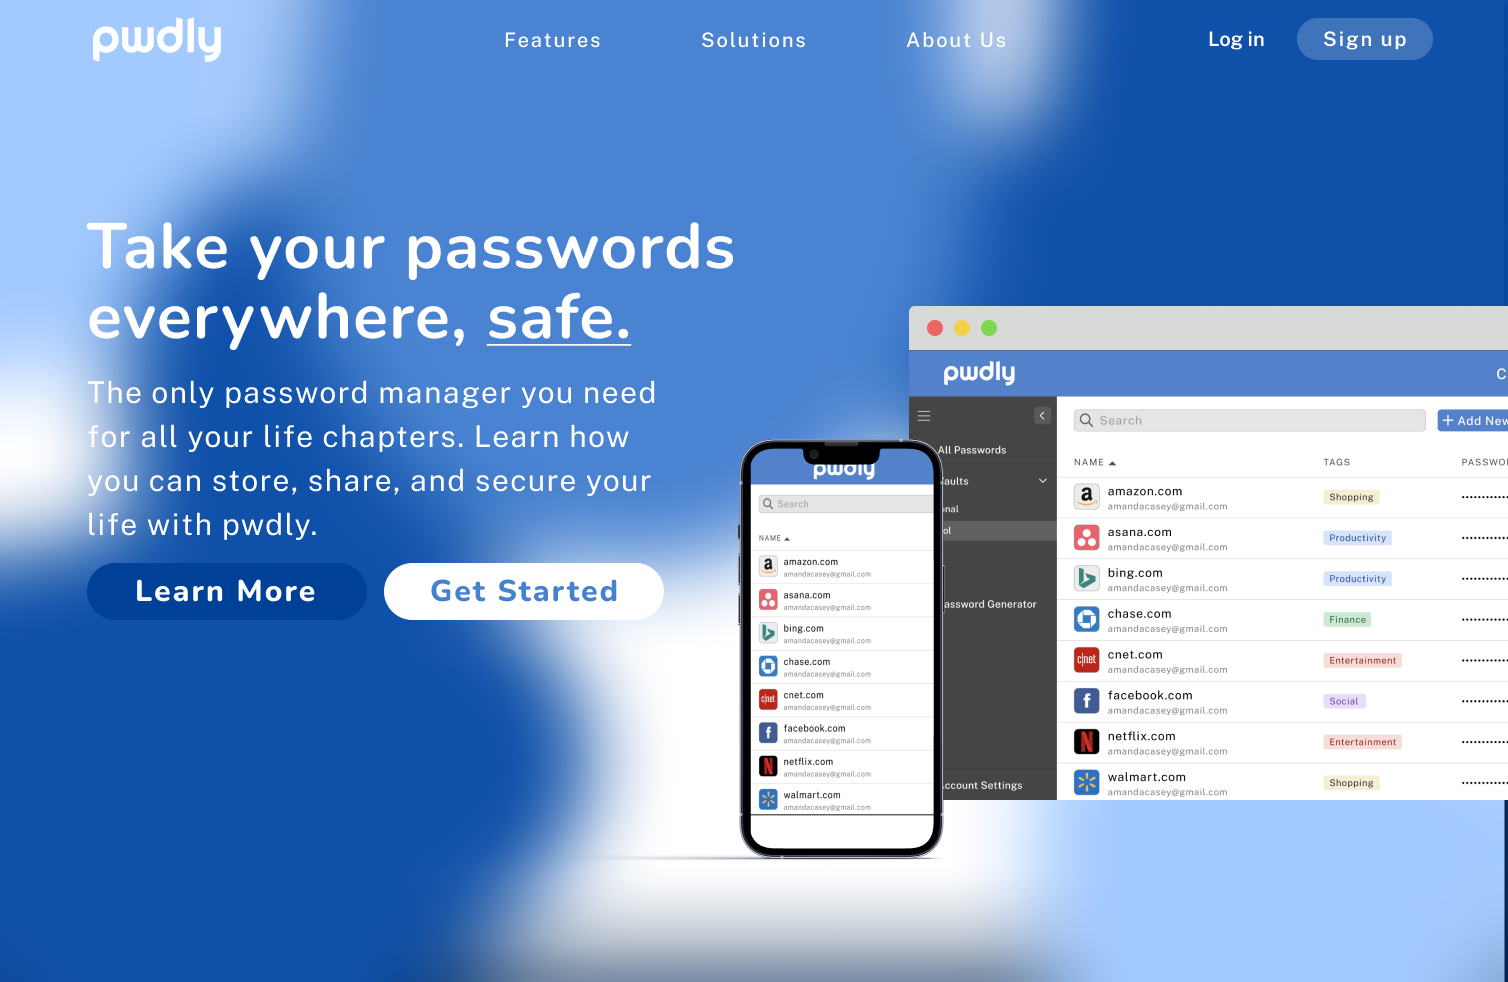 pwdly
Features
Solutions
About Us
Log in
Sign up
Take your passwords
everywhere, safe.
The only password manager you need
for all your life chapters. Learn how
you can store, share, and secure your
life with pwdly.
Learn More
Get Started
pwdly
Search
NAME
amazon.com
amandacasey@gmail.com
asana.com
amandacasey@gmail.com
bing.com
amandacasey@gmail.com
chase.com
amandacasey@gmail.com
cnet.com
amandacasey@gmail.com
facebook.com
amandacasey@gmail.com
netflix.com
amandacasey@gmail.com
walmart.com
amandacasey@gmail.com
pwdly
C
All Passwords
aults
onal
ol
assword Generator
ccount Settings
Search
+ Add New
NAME TAGS PASSWO
amazon.com
amandacasey@gmail.com
Shopping
asana.com
amandacasey@gmail.com
Productivity
bing.com
amandacasey@gmail.com
Productivity
chase.com
amandacasey@gmail.com
Finance
c|net
cnet.com
amandacasey@gmail.com
Entertainment
facebook.com
amandacasey@gmail.com
Social
netflix.com
amandacasey@gmail.com
Entertainment
walmart.com
amandacasey@gmail.com
Shopping